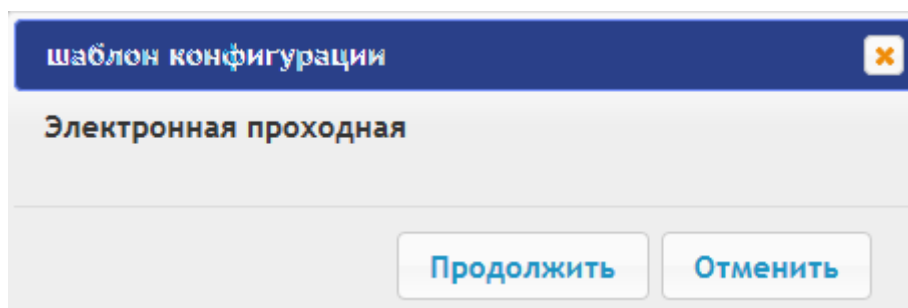 шаблон конфигурации
Электронная проходная
Продолжить Отменить